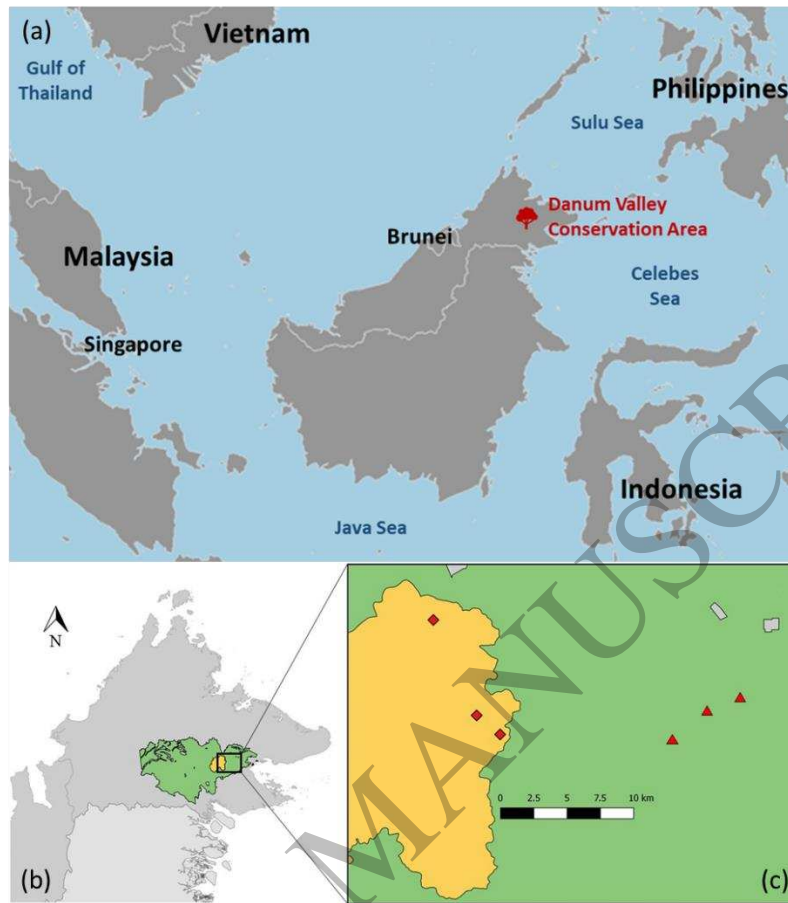 (a)
Vietnam
Gulf of
Thailand
Philippines
Sulu Sea
Danum Valley
Conservation Area
Brunei
Malaysia
Celebes
Sea
Singapore
Indonesia
Java Sea
N
(b)
0 2.5 5 7.5 10 km
(c)
MANUSCR